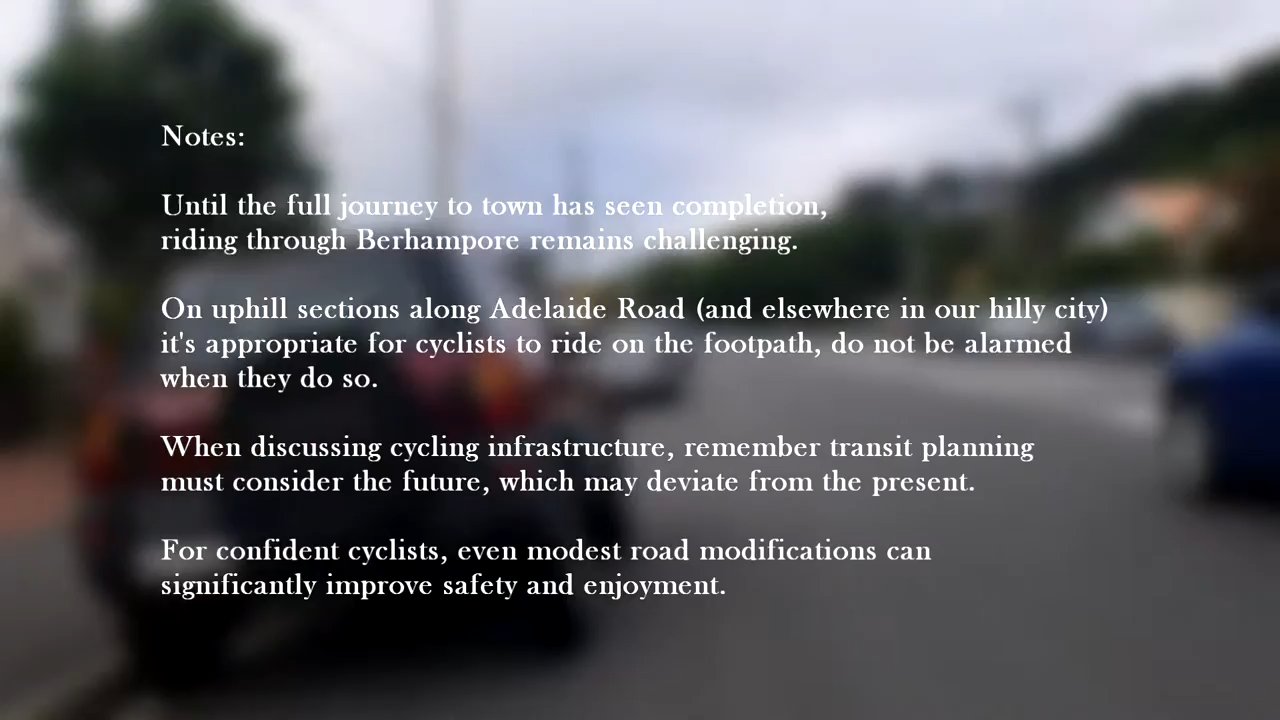 Notes:
Until the full journey to town has seen completion,
riding through Berhampore remains challenging.
On uphill sections along Adelaide Road (and elsewhere in our hilly city)
it's appropriate for cyclists to ride on the footpath, do not be alarmed
when they do so.
When discussing cycling infrastructure, remember transit planning
must consider the future, which may deviate from the present.
For confident cyclists, even modest road modifications can
significantly improve safety and enjoyment.